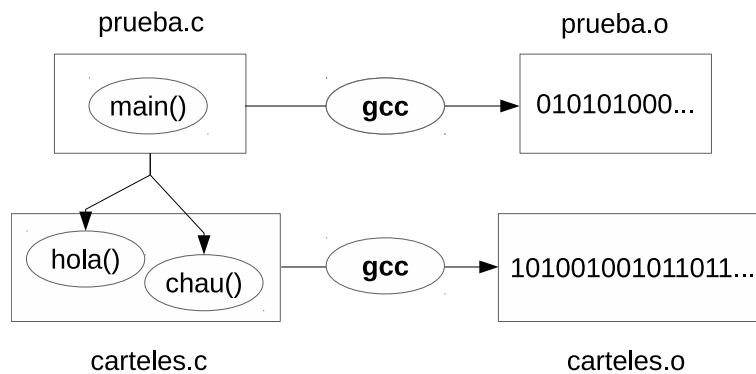 prueba.c
prueba.o
main()
gcc
010101000...
hola()
chau()
gcc
101001001011011...
carteles.c
carteles.o